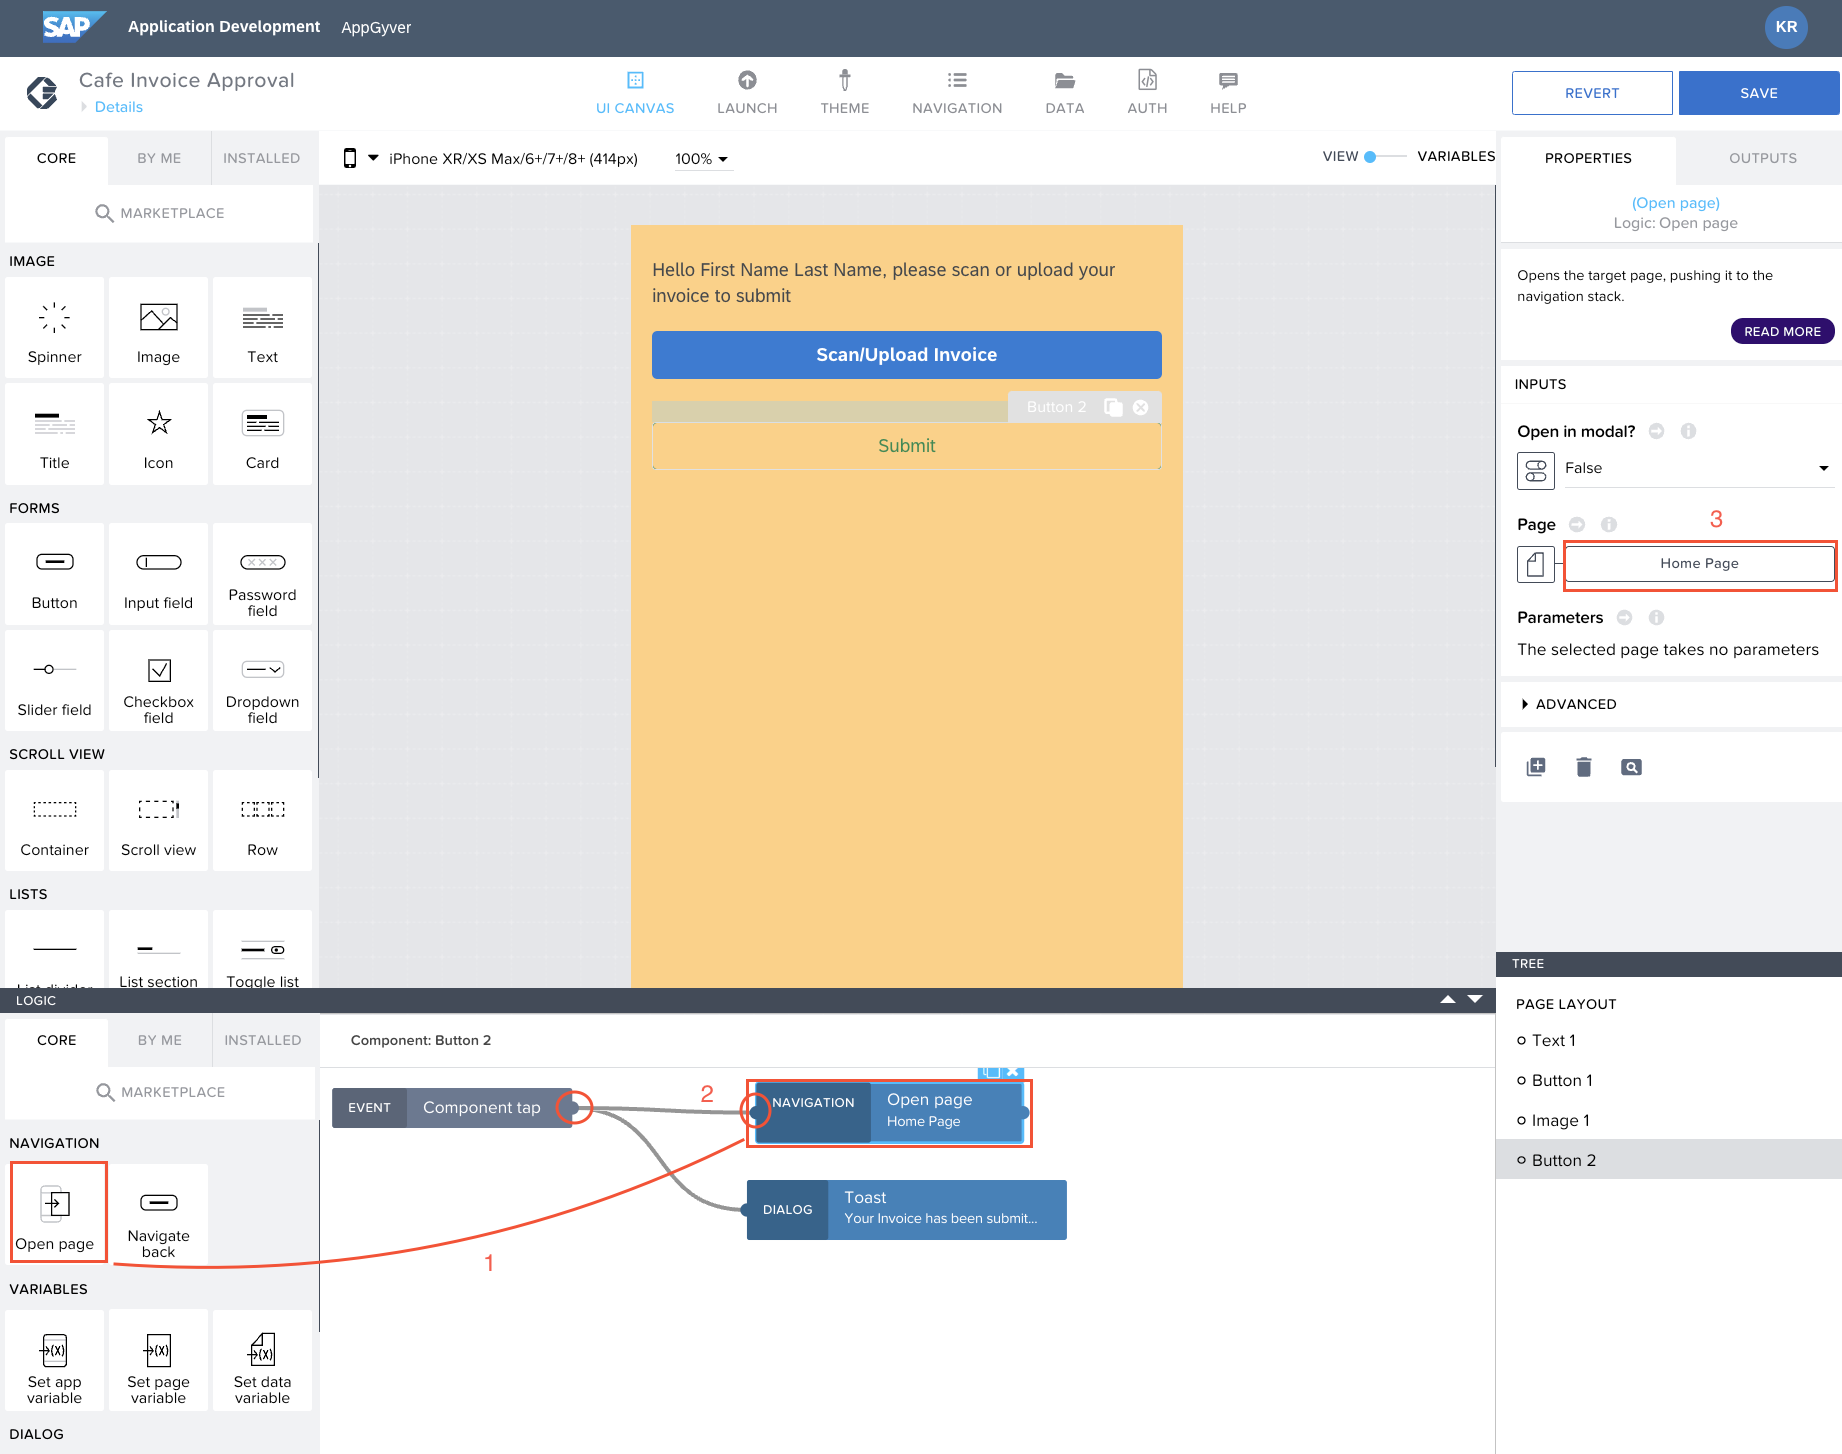 SAP Application Development AppGyver KR
Cafe Invoice Approval
Details
UI CANVAS LAUNCH THEME NAVIGATION DATA AUTH HELP
REVERT SAVE
CORE BY ME INSTALLED
MARKETPLACE
iPhone XR/XS Max/6+/7+/8+ (414px) 100%
VIEW VARIABLES
IMAGE
Spinner Image Text
Title Icon Card
FORMS
Button Input field Password field
Slider field Checkbox field Dropdown field
SCROLL VIEW
Container Scroll view Row
LISTS
List divider List section Toggle list
Hello First Name Last Name, please scan or upload your
invoice to submit
Scan/Upload Invoice
Button 2
Submit
PROPERTIES OUTPUTS
(Open page)
Logic: Open page
Opens the target page, pushing it to the
navigation stack.
READ MORE
INPUTS
Open in modal?
False
Page
3
Home Page
Parameters
The selected page takes no parameters
ADVANCED
TREE
PAGE LAYOUT
Text 1
Button 1
Image 1
Button 2
LOGIC
CORE BY ME INSTALLED
MARKETPLACE
NAVIGATION
Open page Navigate back
VARIABLES
(X) (X) (X)
Set app variable Set page variable Set data variable
DIALOG
Component: Button 2
EVENT Component tap
2
NAVIGATION Open page
Home Page
DIALOG Toast
Your Invoice has been submit...
1